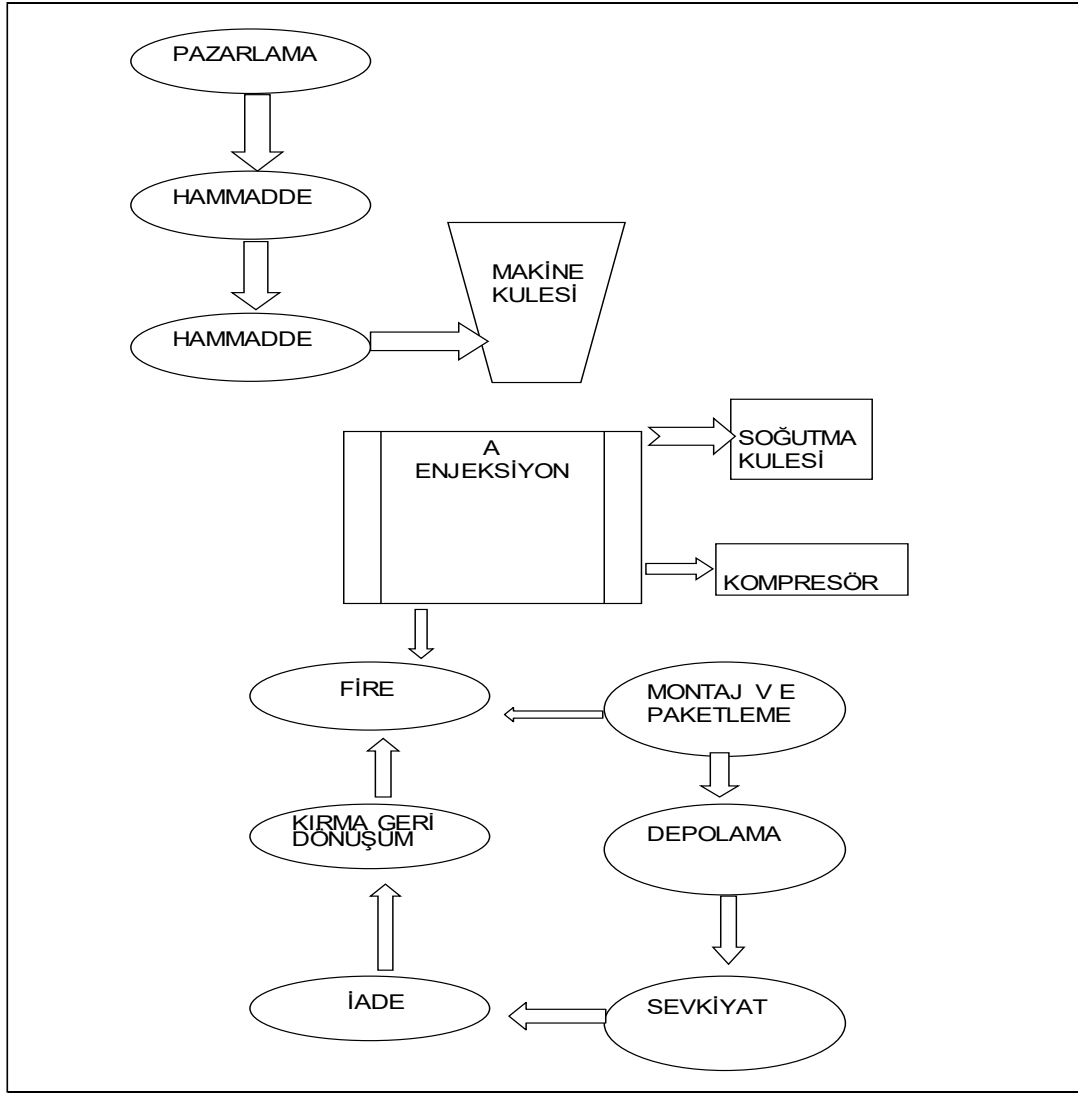 PAZARLAMA
HAMMADDE
HAMMADDE
MAKİNE
KULESİ
A
ENJEKSİYON
SOĞUTMA
KULESİ
KOMPRESÖR
FİRE
MONTAJ V E
PAKETLEME
KIRMA GERİ
DÖNÜŞÜM
DEPOLAMA
İADE
SEVKİYAT